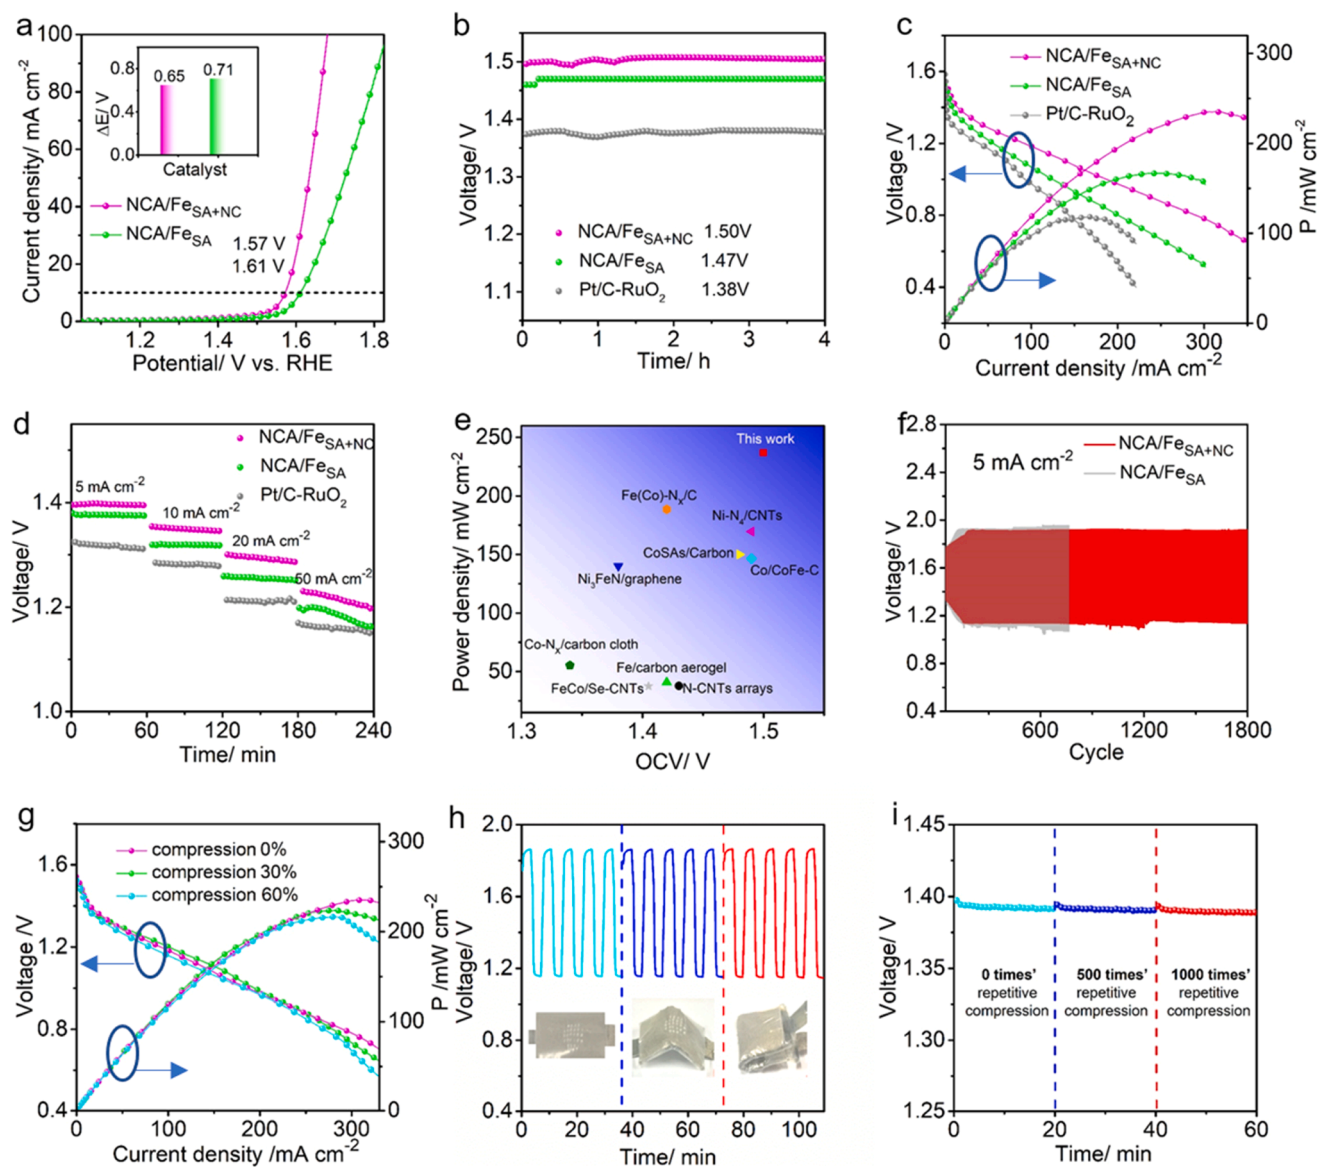 a
100
80
60
40
20
0
Current density/ mA cm-2
0.8
0.4
0.0
ΔE/ V
0.65
0.71
Catalyst
NCA/FeSA+NC
NCA/FeSA
1.57 V
1.61 V
1.2
1.4
1.6
1.8
Potential/ V vs. RHE
b
1.5
1.4
1.3
1.2
1.1
Voltage/ V
NCA/FeSA+NC 1.50V
NCA/FeSA 1.47V
Pt/C-RuO2 1.38V
0
1
2
3
4
Time/ h
c
NCA/FeSA+NC
NCA/FeSA
Pt/C-RuO2
1.6
1.2
0.8
0.4
Voltage /V
300
200
100
0
P /mW cm-2
0
100
200
300
Current density /mA cm-2
d
NCA/FeSA+NC
NCA/FeSA
Pt/C-RuO2
5 mA cm-2
10 mA cm-2
20 mA cm-2
50 mA cm-2
1.4
1.2
1.0
Voltage/ V
0
60
120
180
240
Time/ min
e
250
200
150
100
50
Power density/ mW cm-2
This work
Fe(Co)-Nx/C
Ni-N4/CNTs
CoSAs/Carbon
Co/CoFe-C
Ni3FeN/graphene
Co-Nx/carbon cloth
Fe/carbon aerogel
FeCo/Se-CNTs
N-CNTs arrays
1.3
1.4
1.5
OCV/ V
f
2.8
2.4
2.0
1.6
1.2
0.8
0.4
Voltage/ V
5 mA cm-2
NCA/FeSA+NC
NCA/FeSA
600
1200
1800
Cycle
g
compression 0%
compression 30%
compression 60%
1.6
1.2
0.8
0.4
Voltage /V
300
200
100
0
P /mW cm-2
0
100
200
300
Current density /mA cm-2
h
2.0
1.6
1.2
0.8
0.4
Voltage/ V
0
20
40
60
80
100
Time/ min
i
1.45
1.40
1.35
1.30
1.25
Voltage/ V
0 times'
repetitive
compression
500 times'
repetitive
compression
1000 times'
repetitive
compression
0
20
40
60
Time/ min